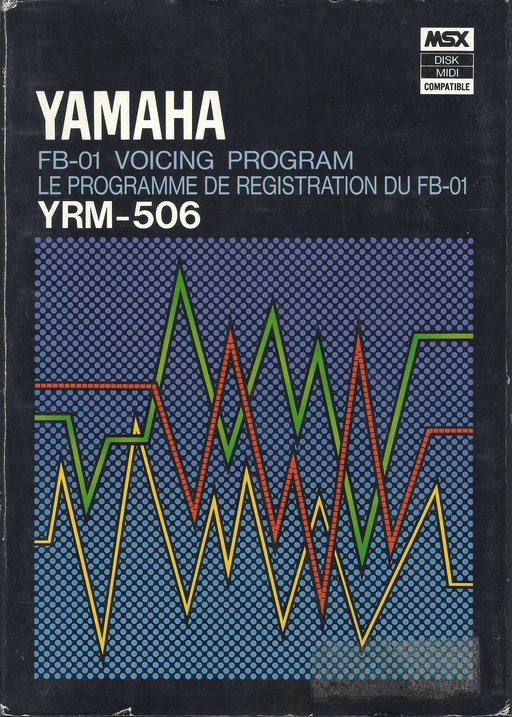 MSX
DISK
MIDI
COMPATIBLE
YAMAHA
FB-01 VOICING PROGRAM
LE PROGRAMME DE REGISTRATION DU FB-01
YRM-506